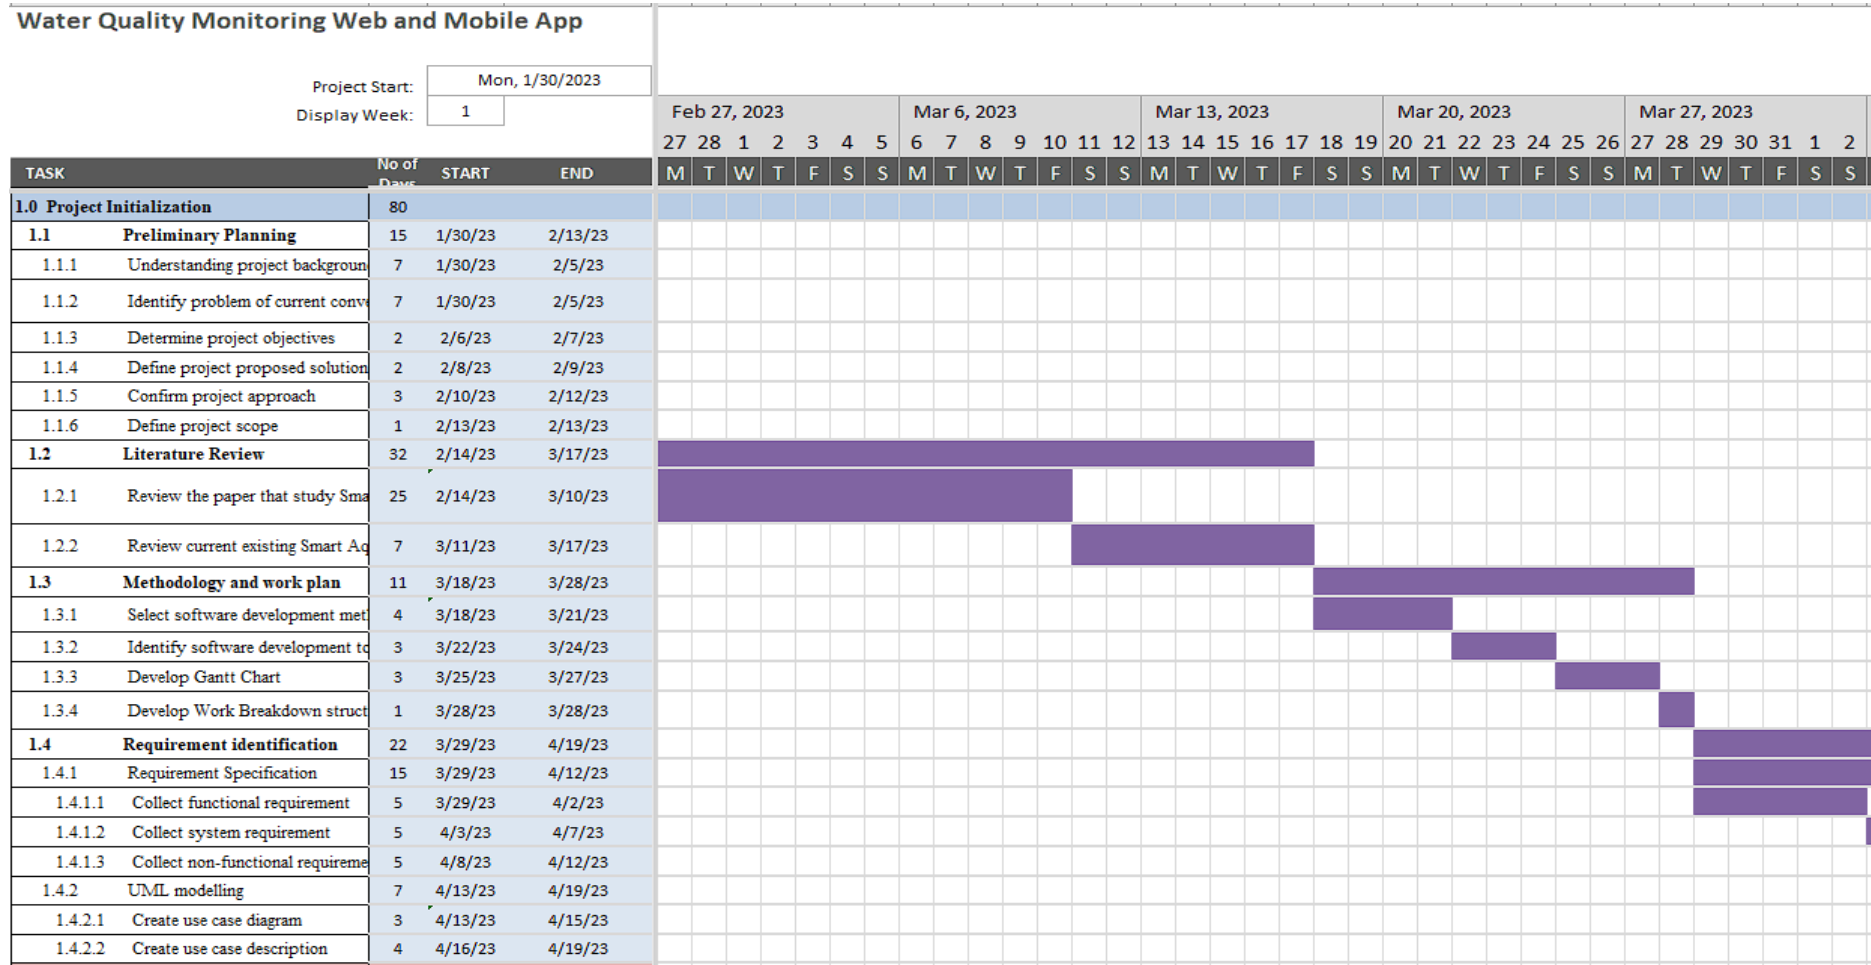 Water Quality Monitoring Web and Mobile App
Project Start: Mon, 1/30/2023
Display Week: 1
Feb 27, 2023 Mar 6, 2023 Mar 13, 2023 Mar 20, 2023 Mar 27, 2023
27 28 1 2 3 4 5 6 7 8 9 10 11 12 13 14 15 16 17 18 19 20 21 22 23 24 25 26 27 28 29 30 31 1 2
TASK No of Days START END M T W T F S S M T W T F S S M T W T F S S M T W T F S S M T W T F S S
1.0 Project Initialization 80
1.1 Preliminary Planning 15 1/30/23 2/13/23
1.1.1 Understanding project backgroun 7 1/30/23 2/5/23
1.1.2 Identify problem of current conve 7 1/30/23 2/5/23
1.1.3 Determine project objectives 2 2/6/23 2/7/23
1.1.4 Define project proposed solution 2 2/8/23 2/9/23
1.1.5 Confirm project approach 3 2/10/23 2/12/23
1.1.6 Define project scope 1 2/13/23 2/13/23
1.2 Literature Review 32 2/14/23 3/17/23
1.2.1 Review the paper that study Sma 25 2/14/23 3/10/23
1.2.2 Review current existing Smart Aq 7 3/11/23 3/17/23
1.3 Methodology and work plan 11 3/18/23 3/28/23
1.3.1 Select software development met 4 3/18/23 3/21/23
1.3.2 Identify software development to 3 3/22/23 3/24/23
1.3.3 Develop Gantt Chart 3 3/25/23 3/27/23
1.3.4 Develop Work Breakdown struct 1 3/28/23 3/28/23
1.4 Requirement identification 22 3/29/23 4/19/23
1.4.1 Requirement Specification 15 3/29/23 4/12/23
1.4.1.1 Collect functional requirement 5 3/29/23 4/2/23
1.4.1.2 Collect system requirement 5 4/3/23 4/7/23
1.4.1.3 Collect non-functional requireme 5 4/8/23 4/12/23
1.4.2 UML modelling 7 4/13/23 4/19/23
1.4.2.1 Create use case diagram 3 4/13/23 4/15/23
1.4.2.2 Create use case description 4 4/16/23 4/19/23